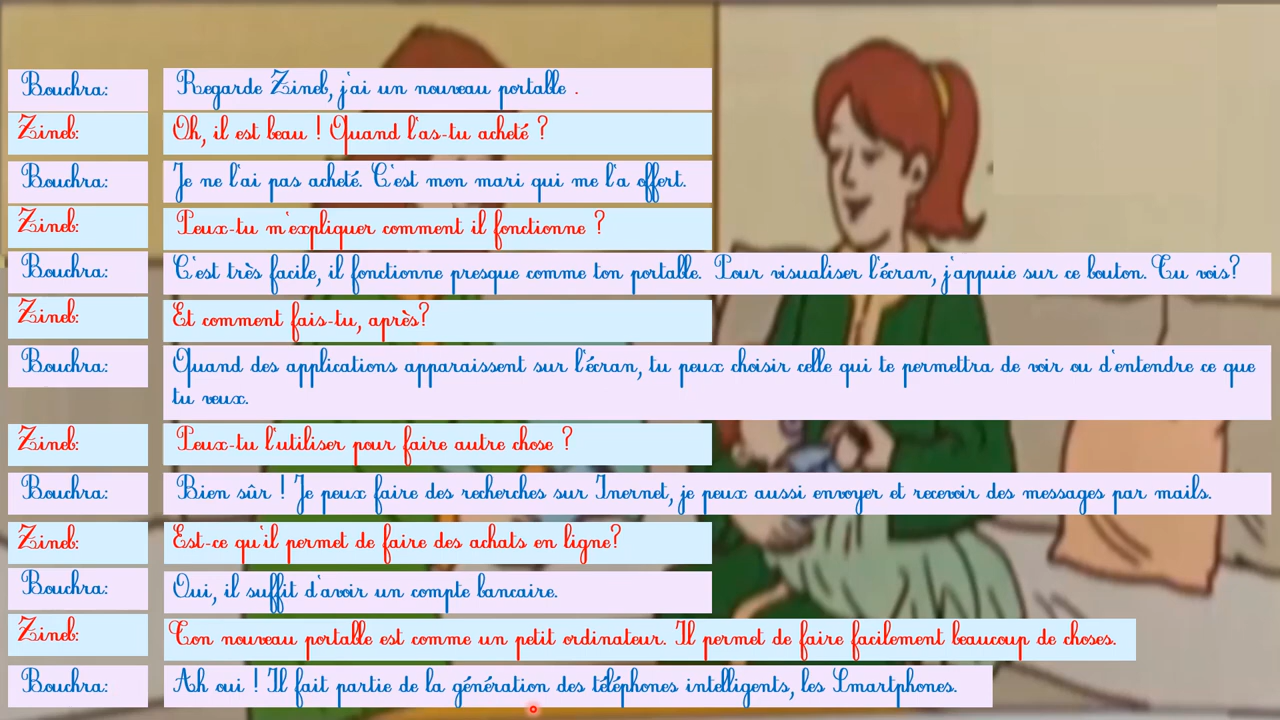 Bouchra: Regarde Zineb, j'ai un nouveau portable .
Zineb: Oh, il est beau ! Quand l'as-tu acheté ?
Bouchra: Je ne l'ai pas acheté. C'est mon mari qui me l'a offert.
Zineb: Peux-tu m'expliquer comment il fonctionne ?
Bouchra: C'est très facile, il fonctionne presque comme ton portable. Pour visualiser l'écran, j'appuie sur ce bouton. Tu vois?
Zineb: Et comment fais-tu, après?
Bouchra: Quand des applications apparaissent sur l'écran, tu peux choisir celle qui te permettra de voir ou d'entendre ce que
tu veux.
Zineb: Peux-tu l'utiliser pour faire autre chose ?
Bouchra: Bien sûr ! Je peux faire des recherches sur Inernet, je peux aussi envoyer et recevoir des messages par mails.
Zineb: Est-ce qu'il permet de faire des achats en ligne?
Bouchra: Oui, il suffit d'avoir un compte bancaire.
Zineb: Ton nouveau portable est comme un petit ordinateur. Il permet de faire facilement beaucoup de choses.
Bouchra: Ah oui ! Il fait partie de la génération des téléphones intelligents, les Smartphones.